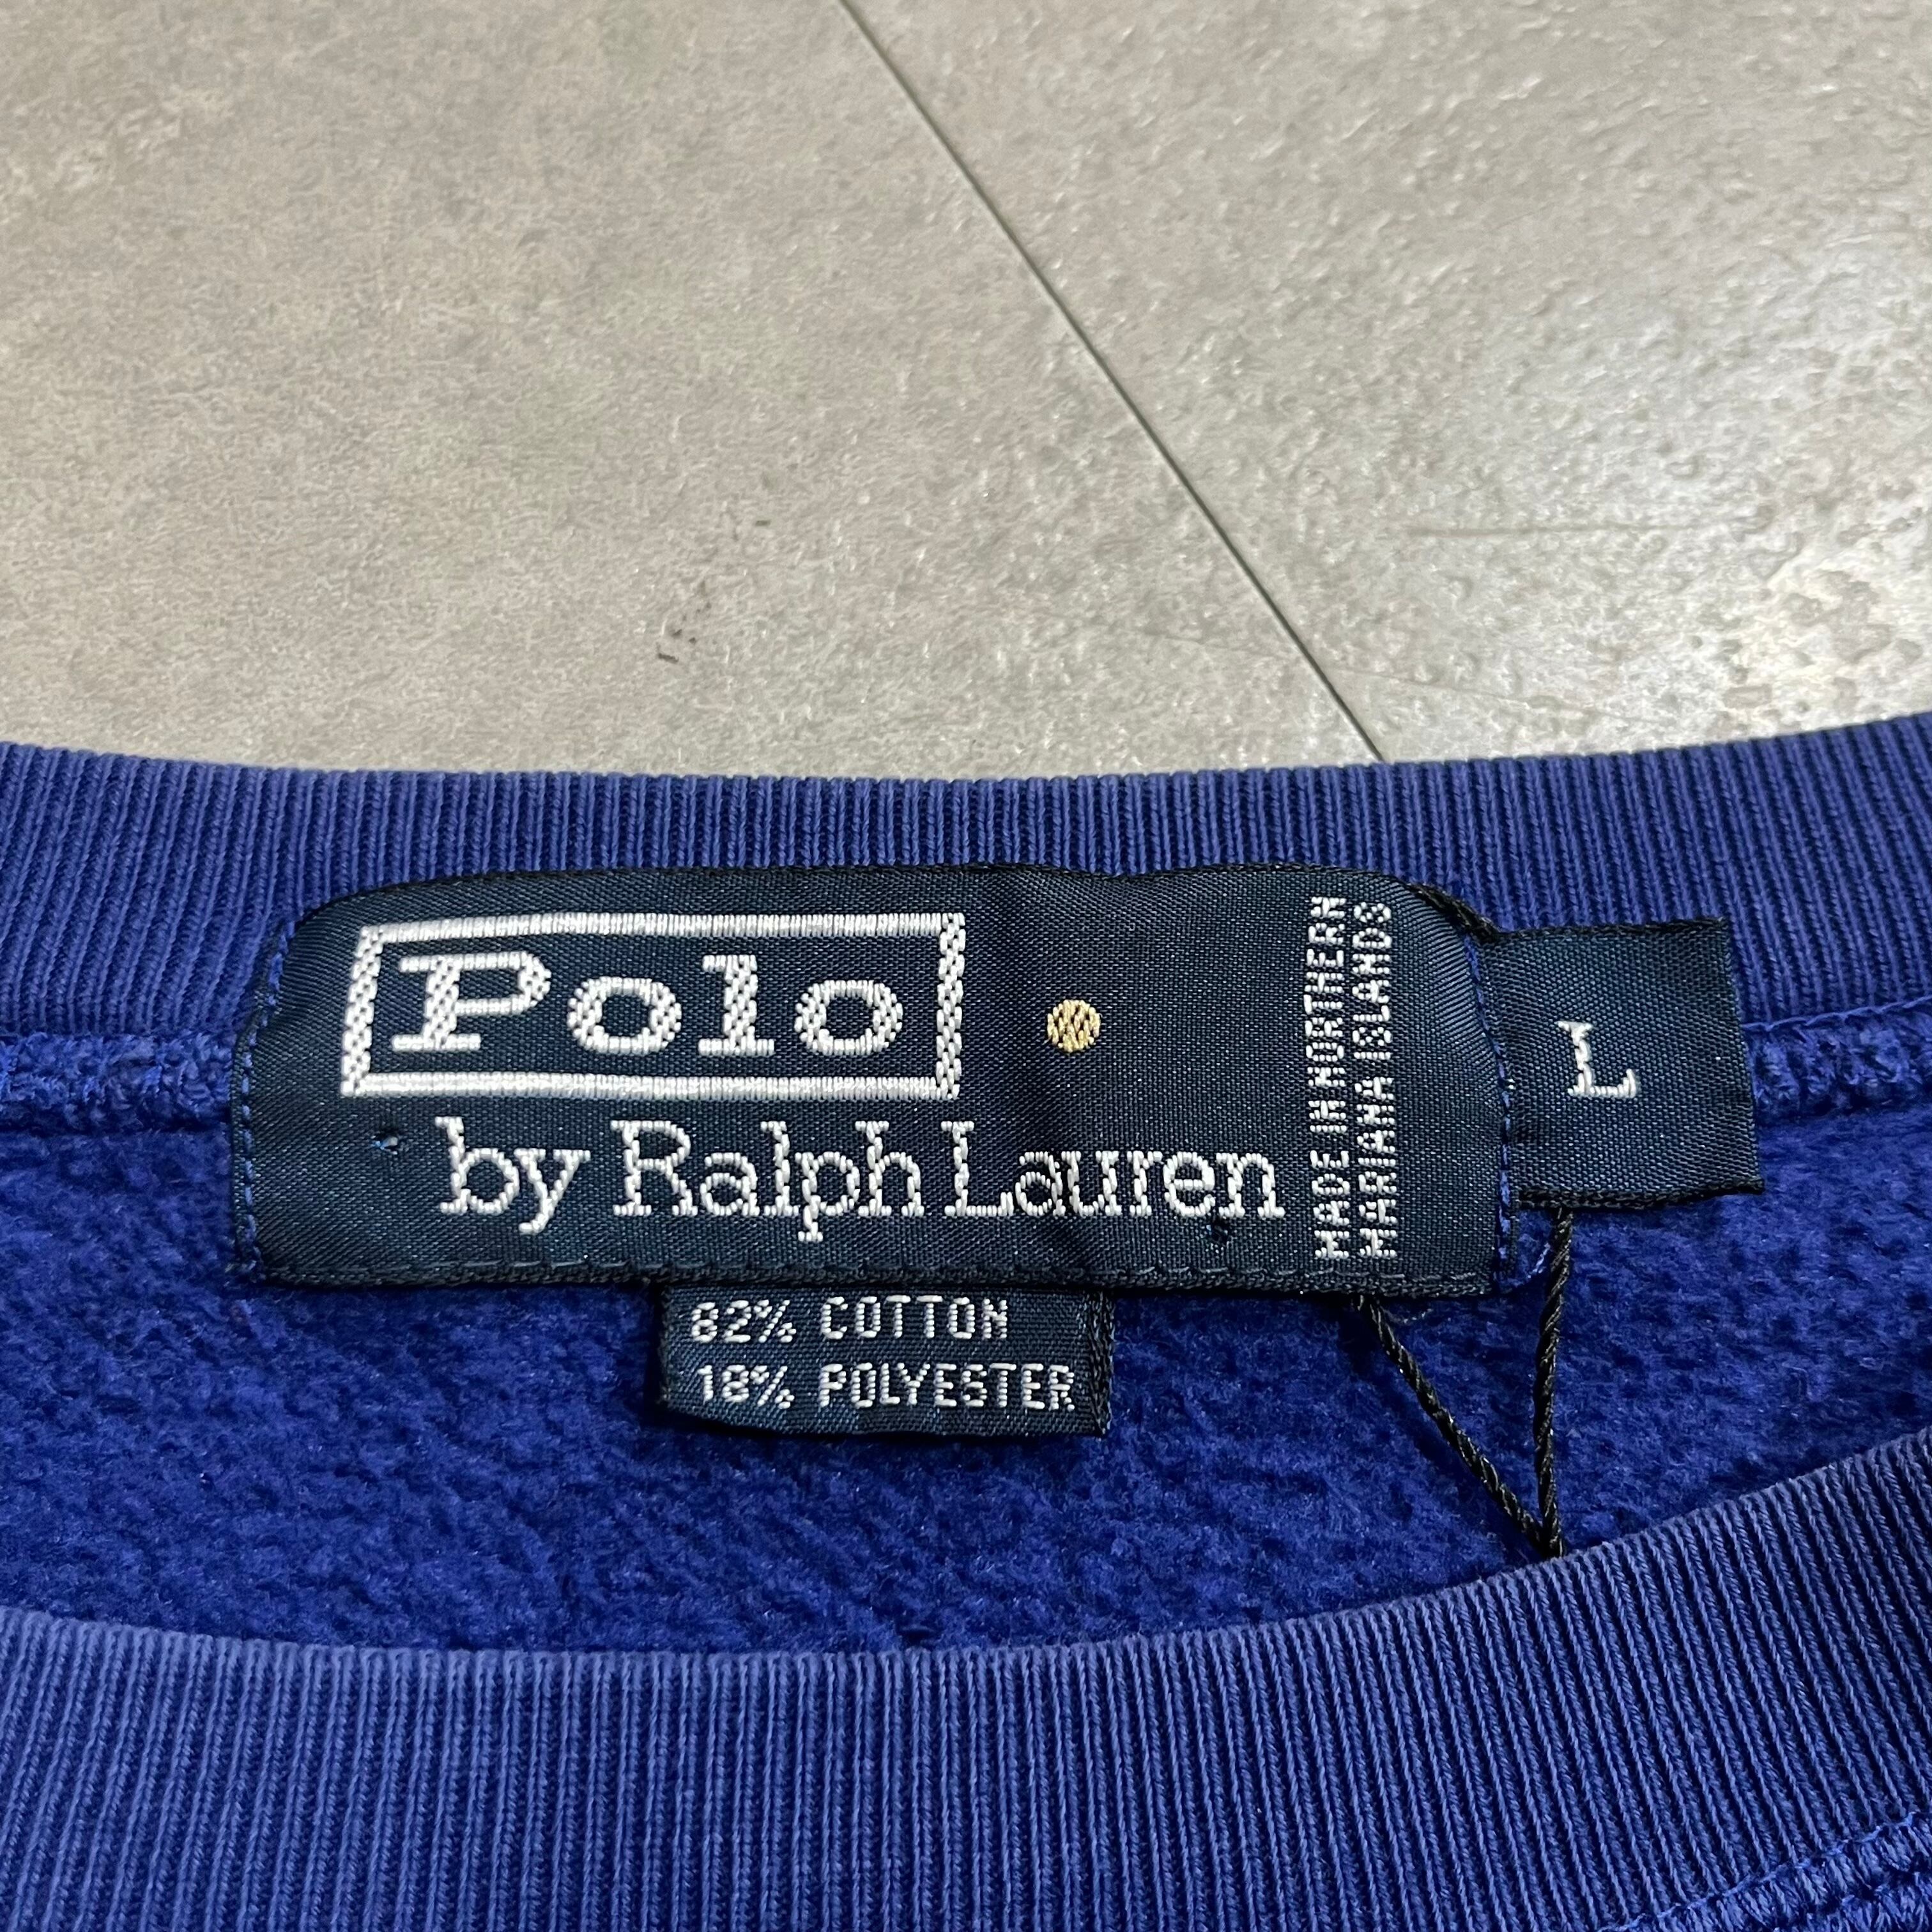 Polo
by Ralph Lauren
MADE IN NORTHERN
MARIANA ISLANDS
L
82% COTTON
18% POLYESTER